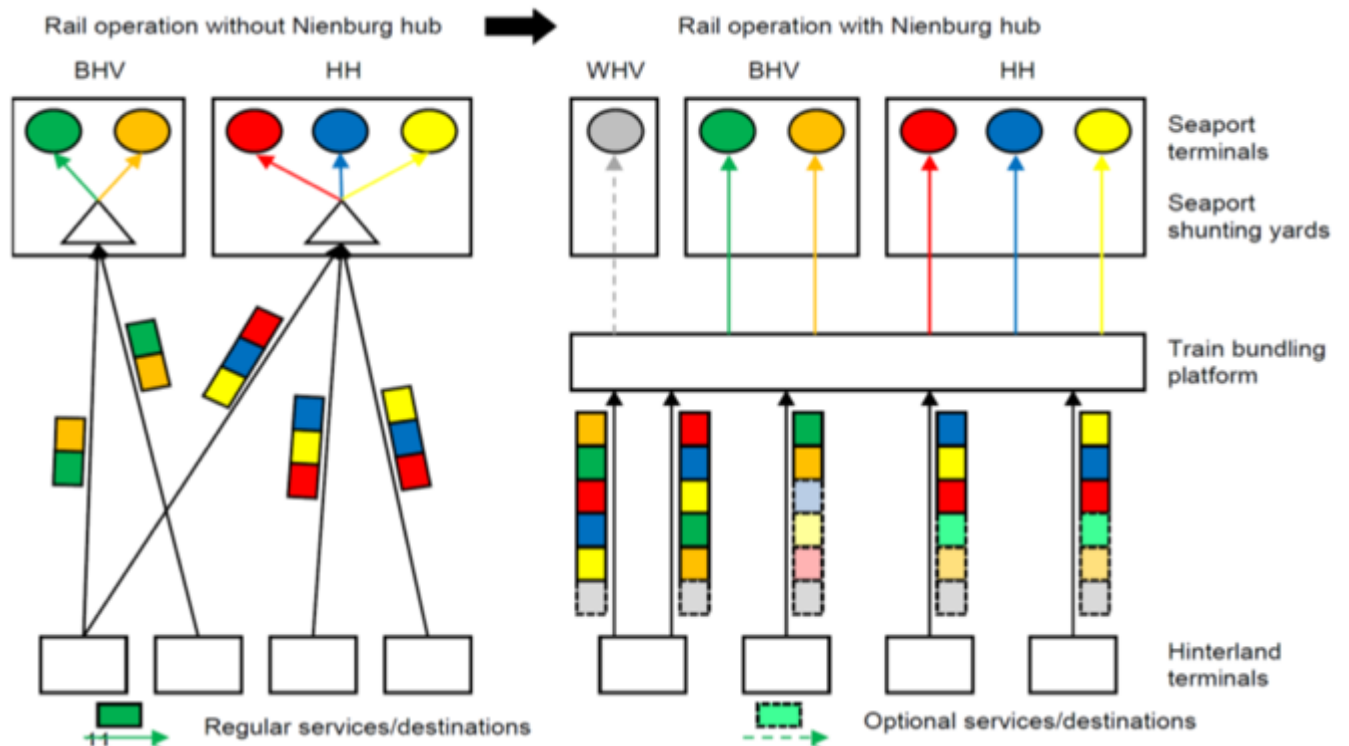 Rail operation without Nienburg hub
Rail operation with Nienburg hub
BHV
HH
WHV
BHV
HH
Seaport
terminals
Seaport
shunting yards
Train bundling
platform
Hinterland
terminals
Regular services/destinations
Optional services/destinations
11